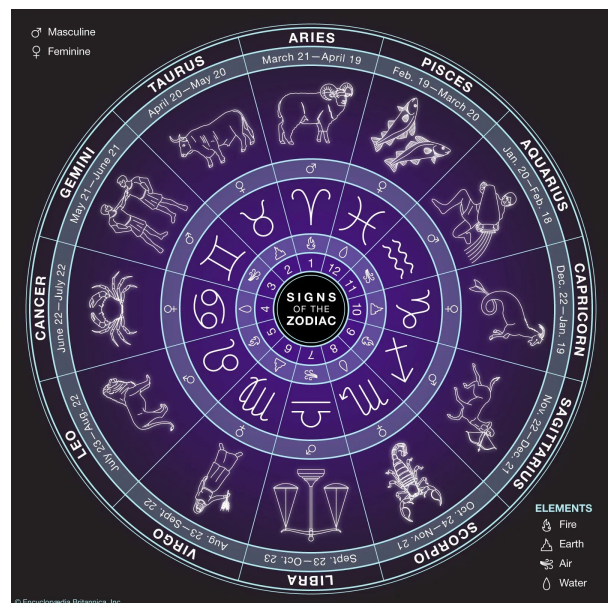 ♂ Masculine
♀ Feminine
ARIES
March 21–April 19
PISCES
Feb. 19–March 20
AQUARIUS
Jan. 20–Feb. 18
CAPRICORN
Dec. 22–Jan. 19
SAGITTARIUS
Nov. 22–Dec. 21
SCORPIO
Oct. 24–Nov. 21
LIBRA
Sept. 23–Oct. 23
VIRGO
Aug. 23–Sept. 22
LEO
July 23–Aug. 22
CANCER
June 22–July 22
GEMINI
May 21–June 21
TAURUS
April 20–May 20
1
2
3
4
5
6
7
8
9
10
11
12
SIGNS
OF THE
ZODIAC
ELEMENTS
Fire
Earth
Air
Water
© Encyclopædia Britannica, Inc.